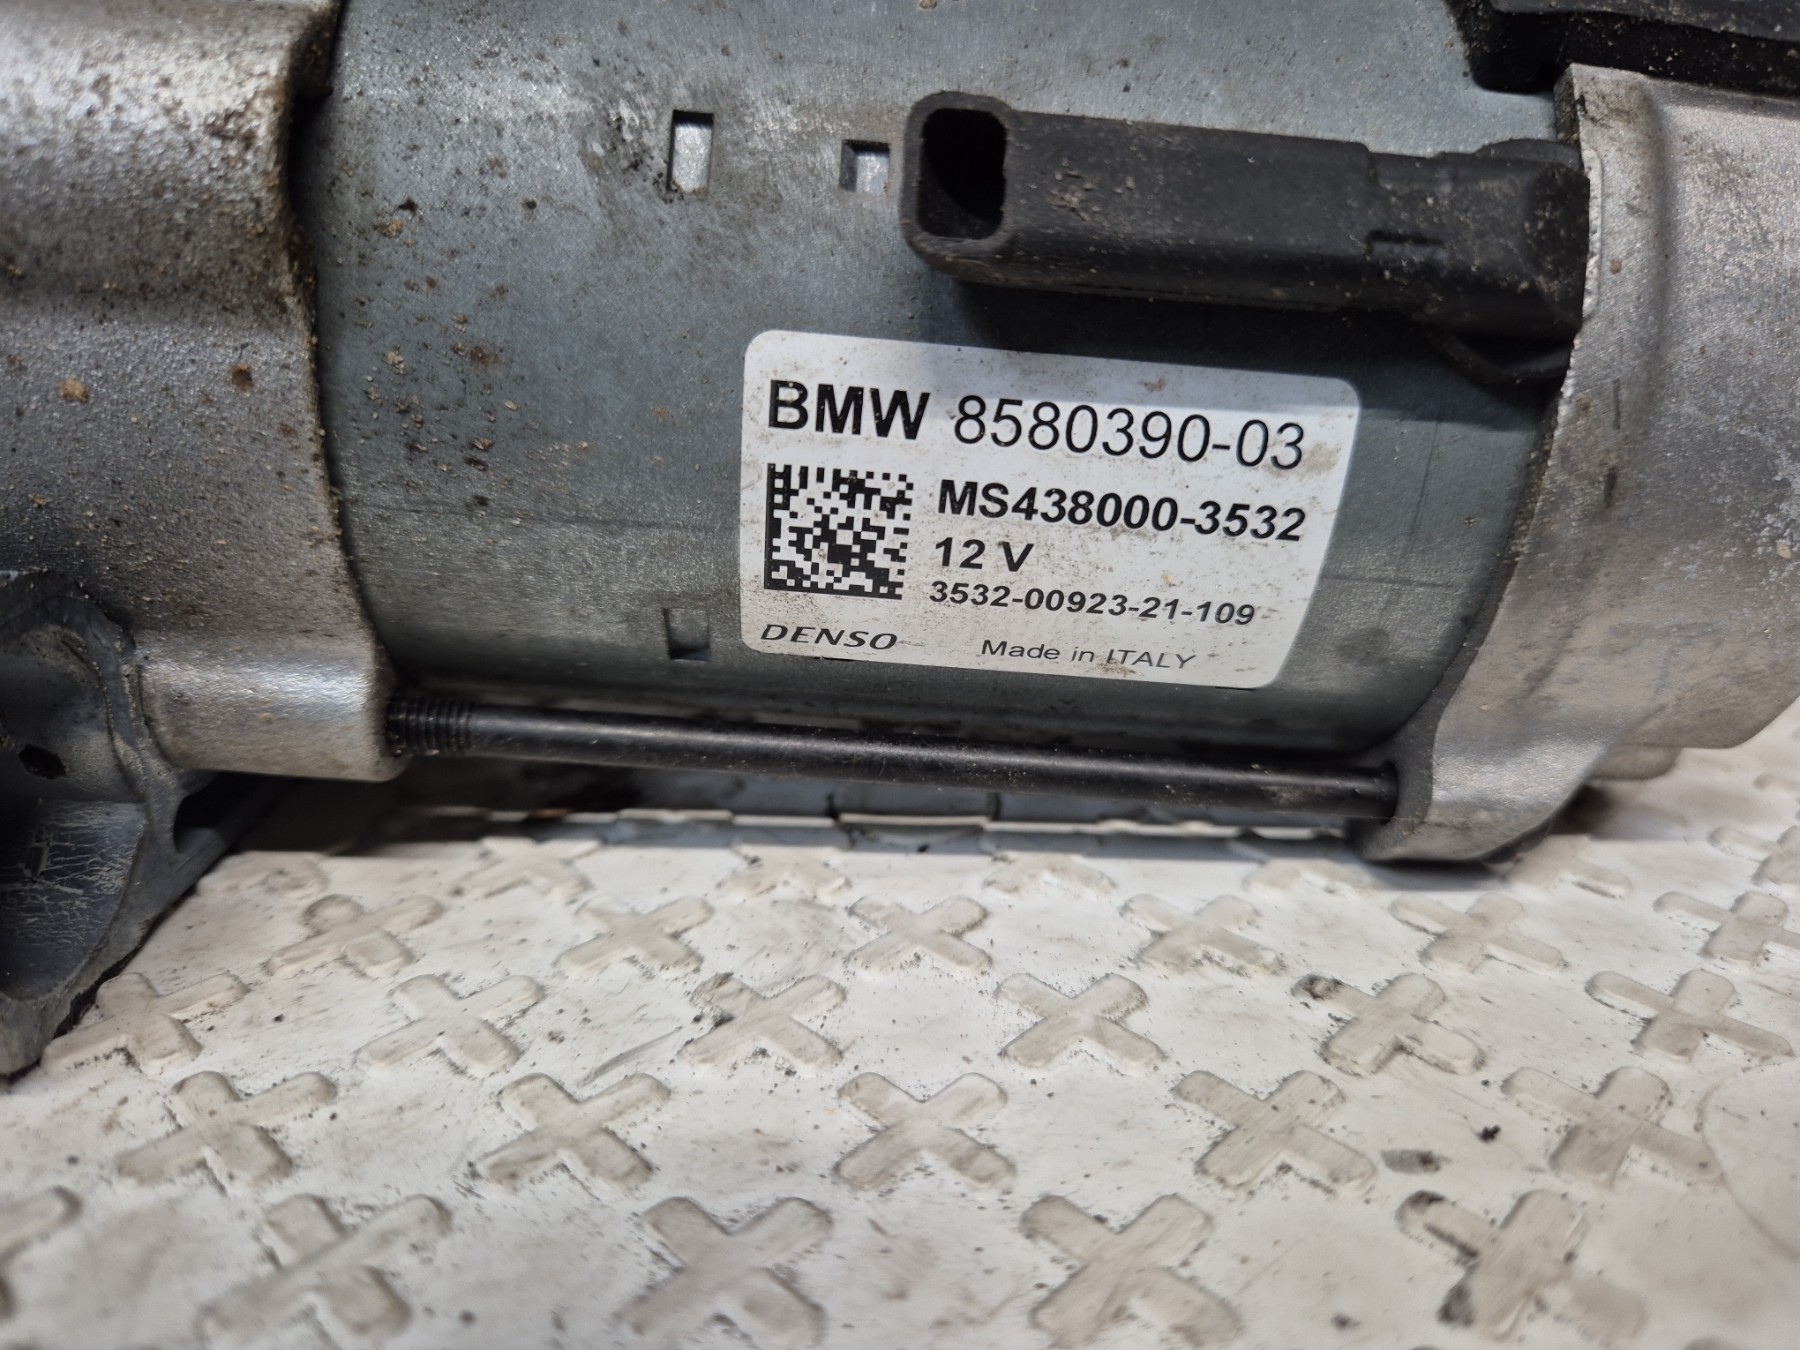 BMW 8580390-03
MS438000-3532
12 V
3532-00923-21-109
DENSO Made in ITALY